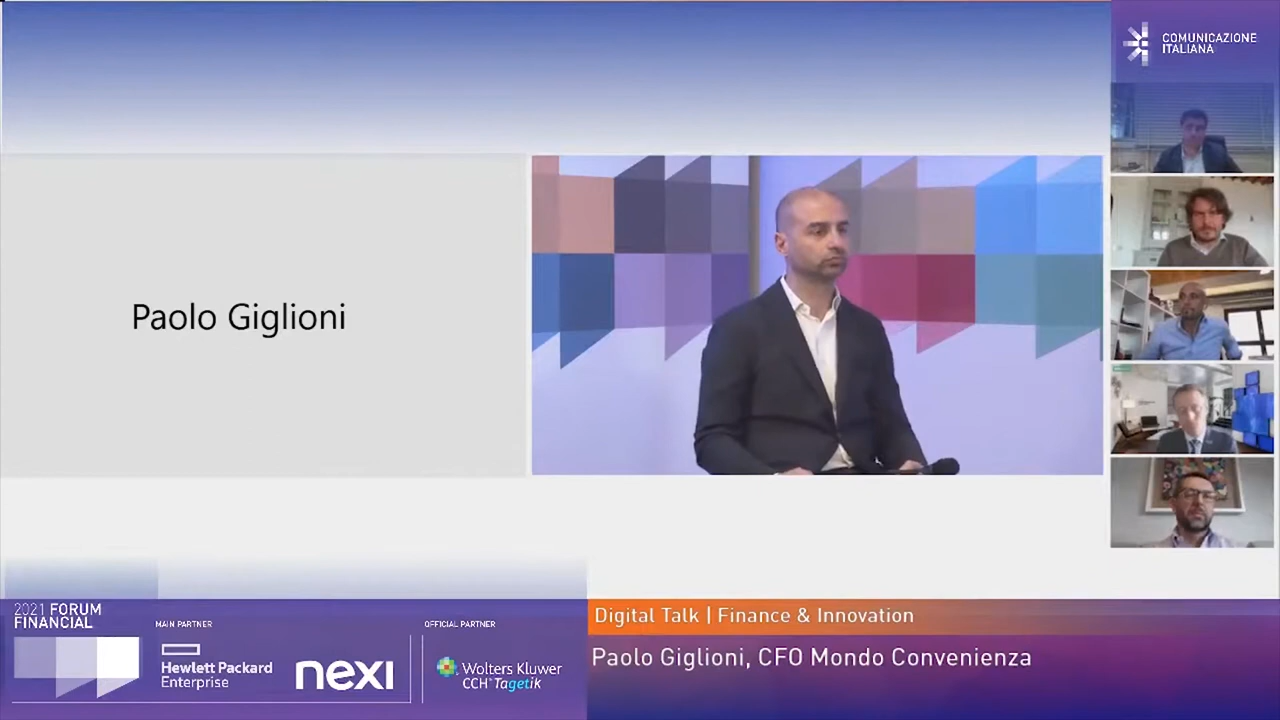 COMUNICAZIONE
ITALIANA
Paolo Giglioni
2021 FORUM
FINANCIAL
MAIN PARTNER
Hewlett Packard
Enterprise
nexi
OFFICIAL PARTNER
Wolters Kluwer
CCH® Tagetik
Digital Talk | Finance & Innovation
Paolo Giglioni, CFO Mondo Convenienza